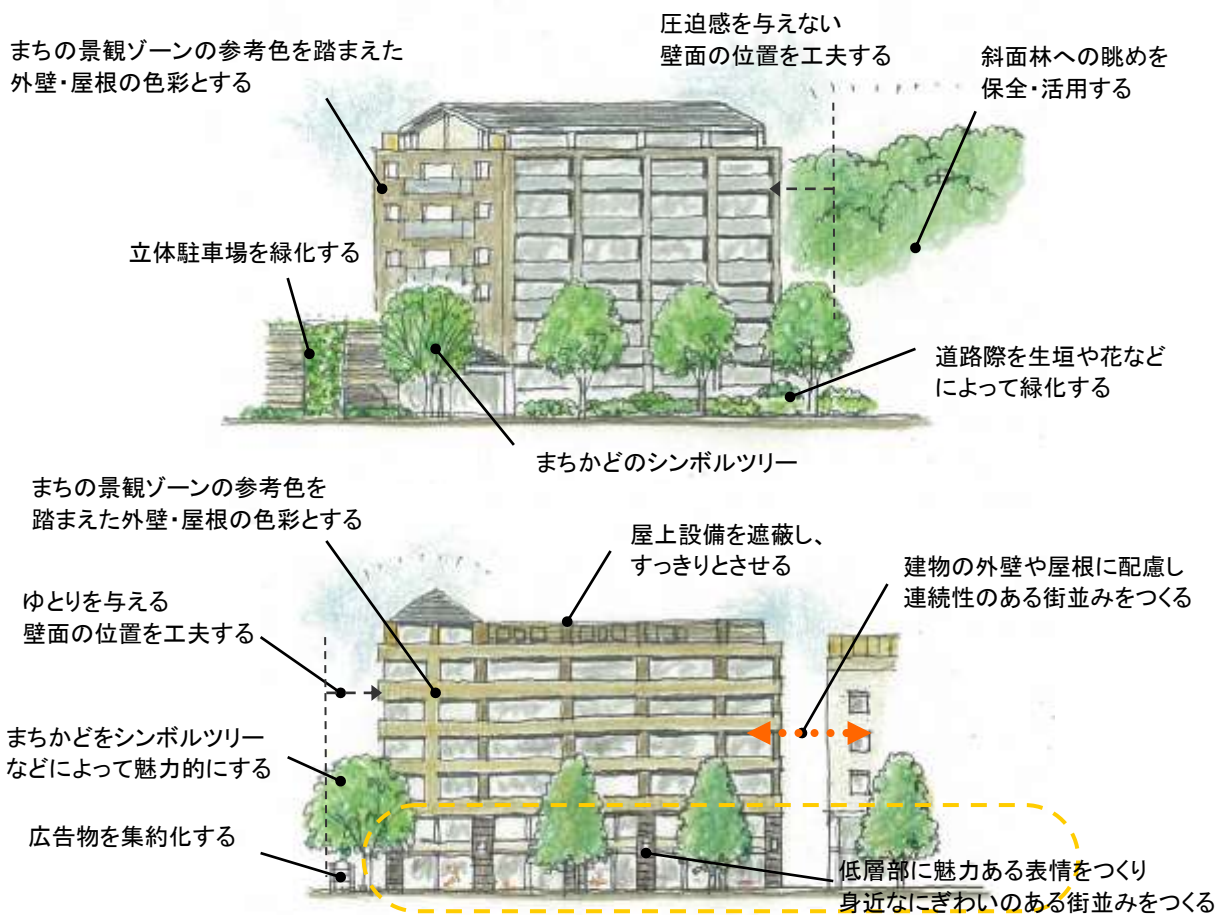 まちの景観ゾーンの参考色を踏まえた
外壁・屋根の色彩とする
圧迫感を与えない
壁面の位置を工夫する
斜面林への眺めを
保全・活用する
立体駐車場を緑化する
道路際を生垣や花など
によって緑化する
まちかどのシンボルツリー
まちの景観ゾーンの参考色を
踏まえた外壁・屋根の色彩とする
屋上設備を遮蔽し、
すっきりとさせる
建物の外壁や屋根に配慮し
連続性のある街並みをつくる
ゆとりを与える
壁面の位置を工夫する
まちかどをシンボルツリー
などによって魅力的にする
広告物を集約化する
低層部に魅力ある表情をつくり
身近なにぎわいのある街並みをつくる